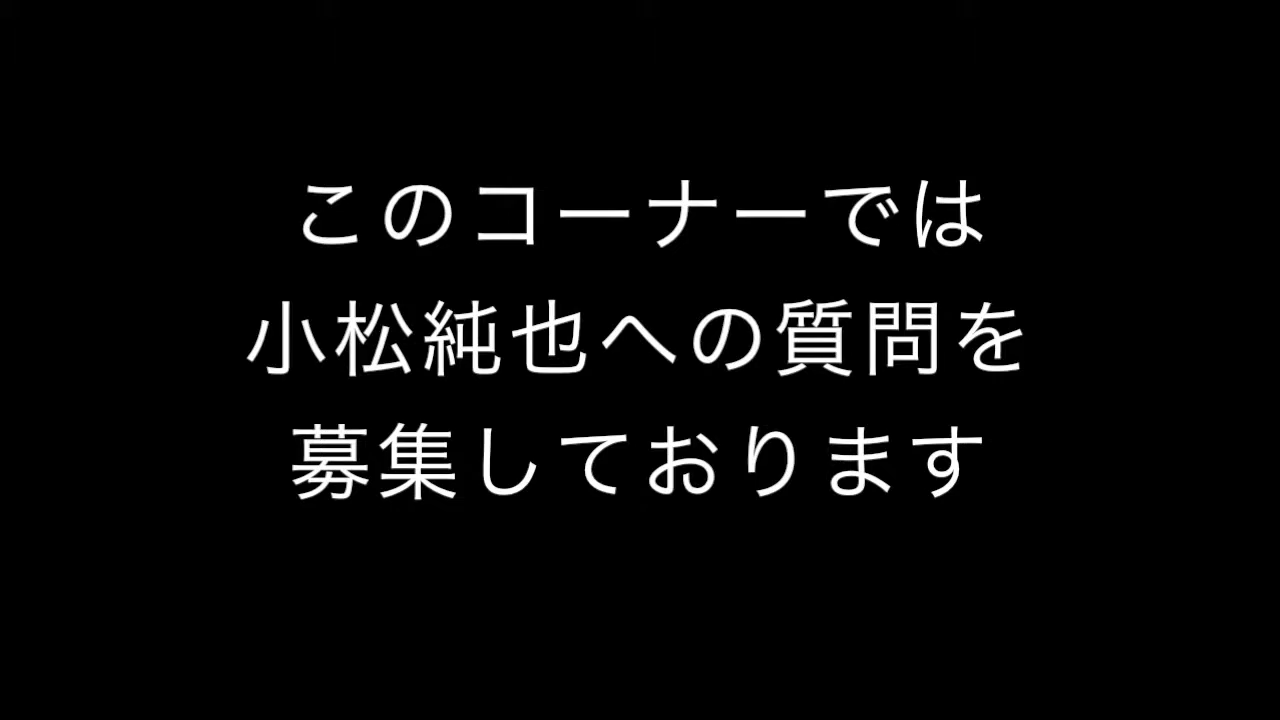 このコーナーでは
小松純也への質問を
募集しております